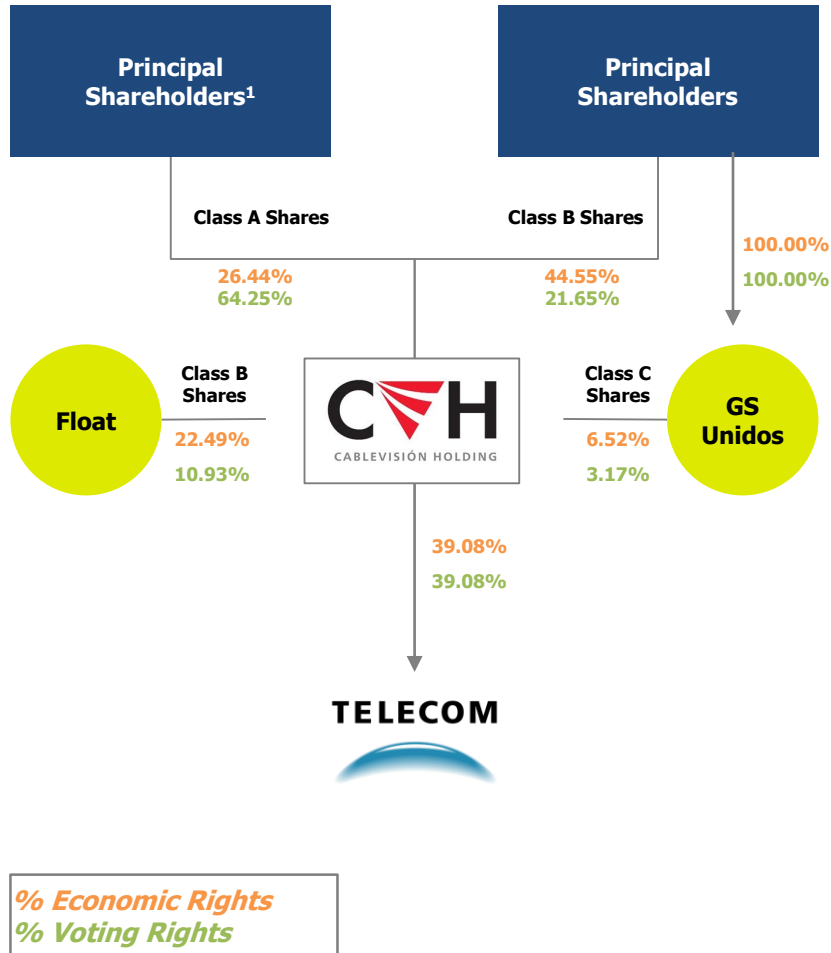 Principal
Shareholders¹
Principal
Shareholders
Class A Shares
Class B Shares
26.44%
64.25%
44.55%
21.65%
100.00%
100.00%
Float
Class B
Shares
22.49%
10.93%
CVH
CABLEVISIÓN HOLDING
Class C
Shares
6.52%
3.17%
GS
Unidos
39.08%
39.08%
TELECOM
% Economic Rights
% Voting Rights